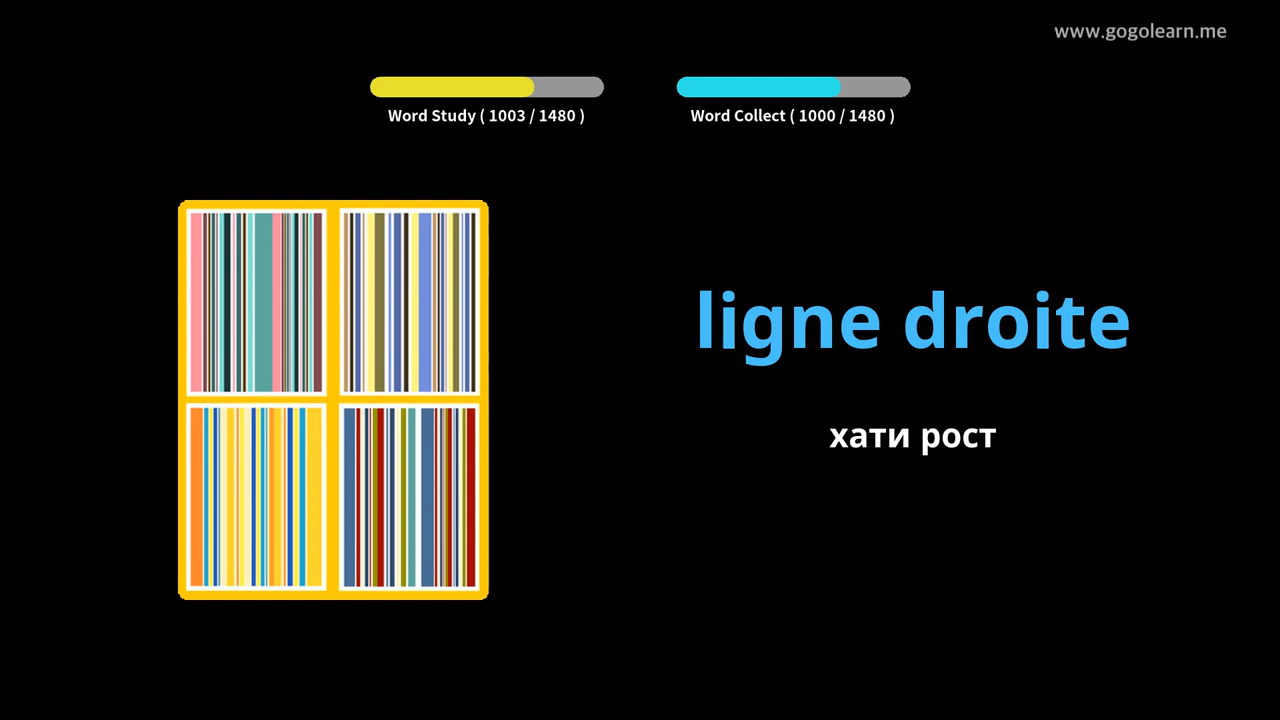 www.gogolearn.me
Word Study ( 1003 / 1480 )
Word Collect ( 1000 / 1480 )
ligne droite
хати рост